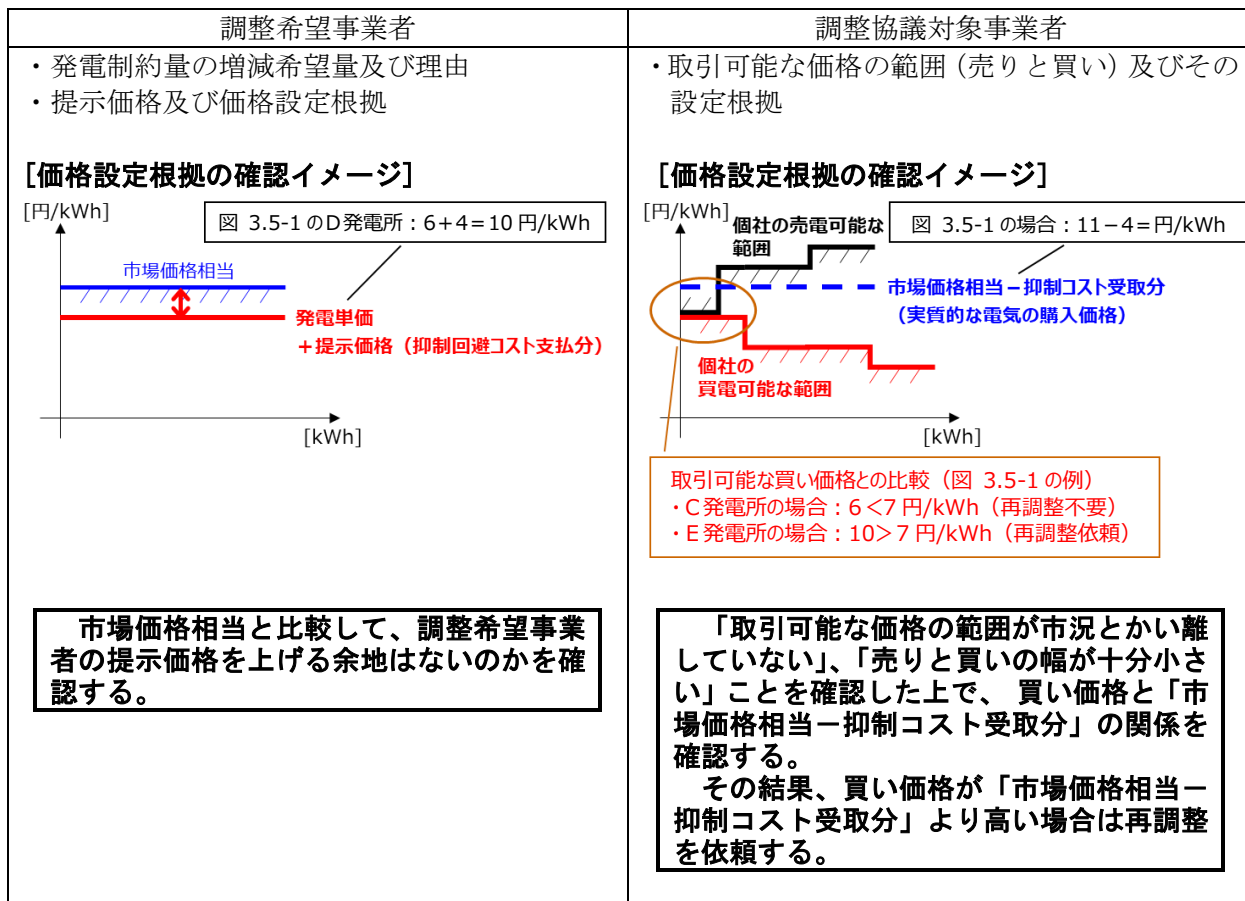 調整希望事業者
・発電制約量の増減希望量及び理由
・提示価格及び価格設定根拠
[価格設定根拠の確認イメージ]
[円/kWh]
図 3.5-1 のD発電所：6+4＝10 円/kWh
市場価格相当
発電単価
＋提示価格（抑制回避コスト支払分）
[kWh]
市場価格相当と比較して、調整希望事業
者の提示価格を上げる余地はないのかを確
認する。
調整協議対象事業者
・取引可能な価格の範囲（売りと買い）及びその
設定根拠
[価格設定根拠の確認イメージ]
[円/kWh]
個社の売電可能な
範囲
図 3.5-1 の場合：11－4＝円/kWh
市場価格相当－抑制コスト受取分
（実質的な電気の購入価格）
個社の
買電可能な範囲
[kWh]
取引可能な買い価格との比較（図 3.5-1 の例）
・C発電所の場合：6＜7 円/kWh（再調整不要）
・E発電所の場合：10＞7 円/kWh（再調整依頼）
「取引可能な価格の範囲が市況とかい離
していない」、「売りと買いの幅が十分小さ
い」ことを確認した上で、 買い価格と「市
場価格相当－抑制コスト受取分」の関係を
確認する。
その結果、買い価格が「市場価格相当－
抑制コスト受取分」より高い場合は再調整
を依頼する。